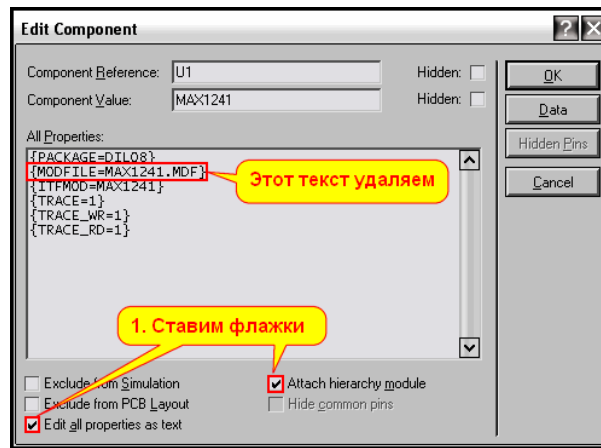 Edit Component
Component Reference: U1 Hidden:
Component Value: MAX1241 Hidden:
All Properties:
{PACKAGE=DIL08}
{MODFILE=MAX1241.MDF}
{ITFMOD=MAX1241}
{TRACE=1}
{TRACE_WR=1}
{TRACE_RD=1}
Этот текст удаляем
1. Ставим флажки
Exclude from Simulation
Exclude from PCB Layout
Edit all properties as text
Attach hierarchy module
Hide common pins
OK
Data
Hidden Pins
Cancel